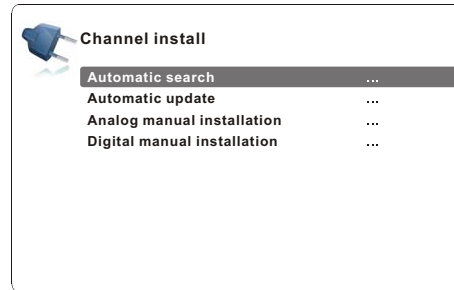 Channel install
Automatic search ...
Automatic update ...
Analog manual installation ...
Digital manual installation ...